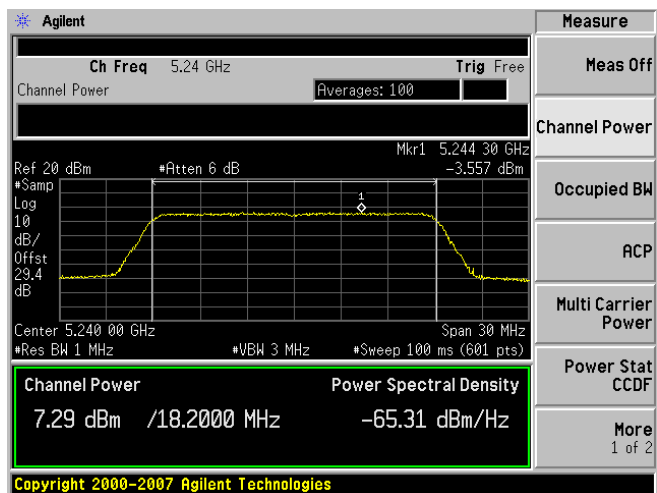 Agilent
Measure
Ch Freq 5.24 GHz Trig Free
Channel Power Averages: 100
Mkr1 5.244 30 GHz
Ref 20 dBm #Atten 6 dB -3.557 dBm
#Samp
Log
10
dB/
Offst
29.4
dB
1
Center 5.240 00 GHz Span 30 MHz
#Res BW 1 MHz #VBW 3 MHz #Sweep 100 ms (601 pts)
Channel Power Power Spectral Density
7.29 dBm /18.2000 MHz -65.31 dBm/Hz
Copyright 2000-2007 Agilent Technologies
Meas Off
Channel Power
Occupied BW
ACP
Multi Carrier
Power
Power Stat
CCDF
More
1 of 2